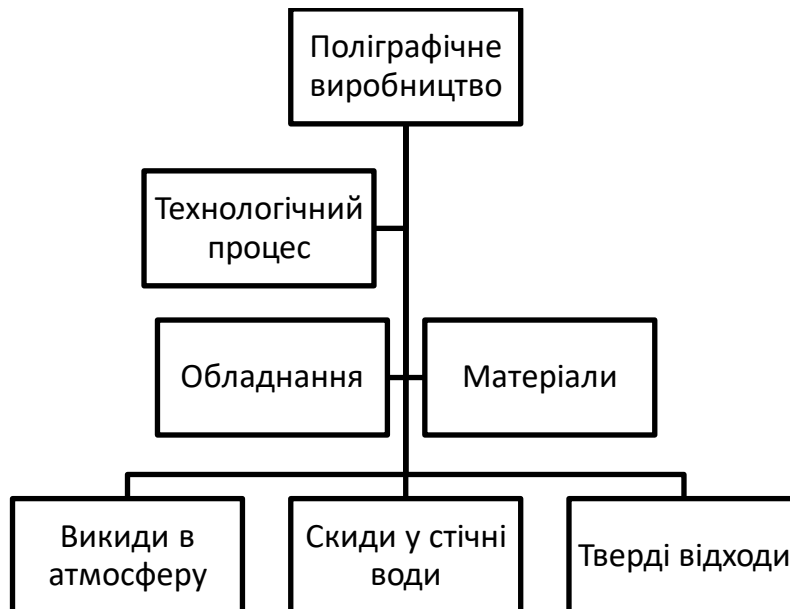 Поліграфічне
виробництво
Технологічний
процес
Обладнання
Матеріали
Викиди в
атмосферу
Скиди у стічні
води
Тверді відходи